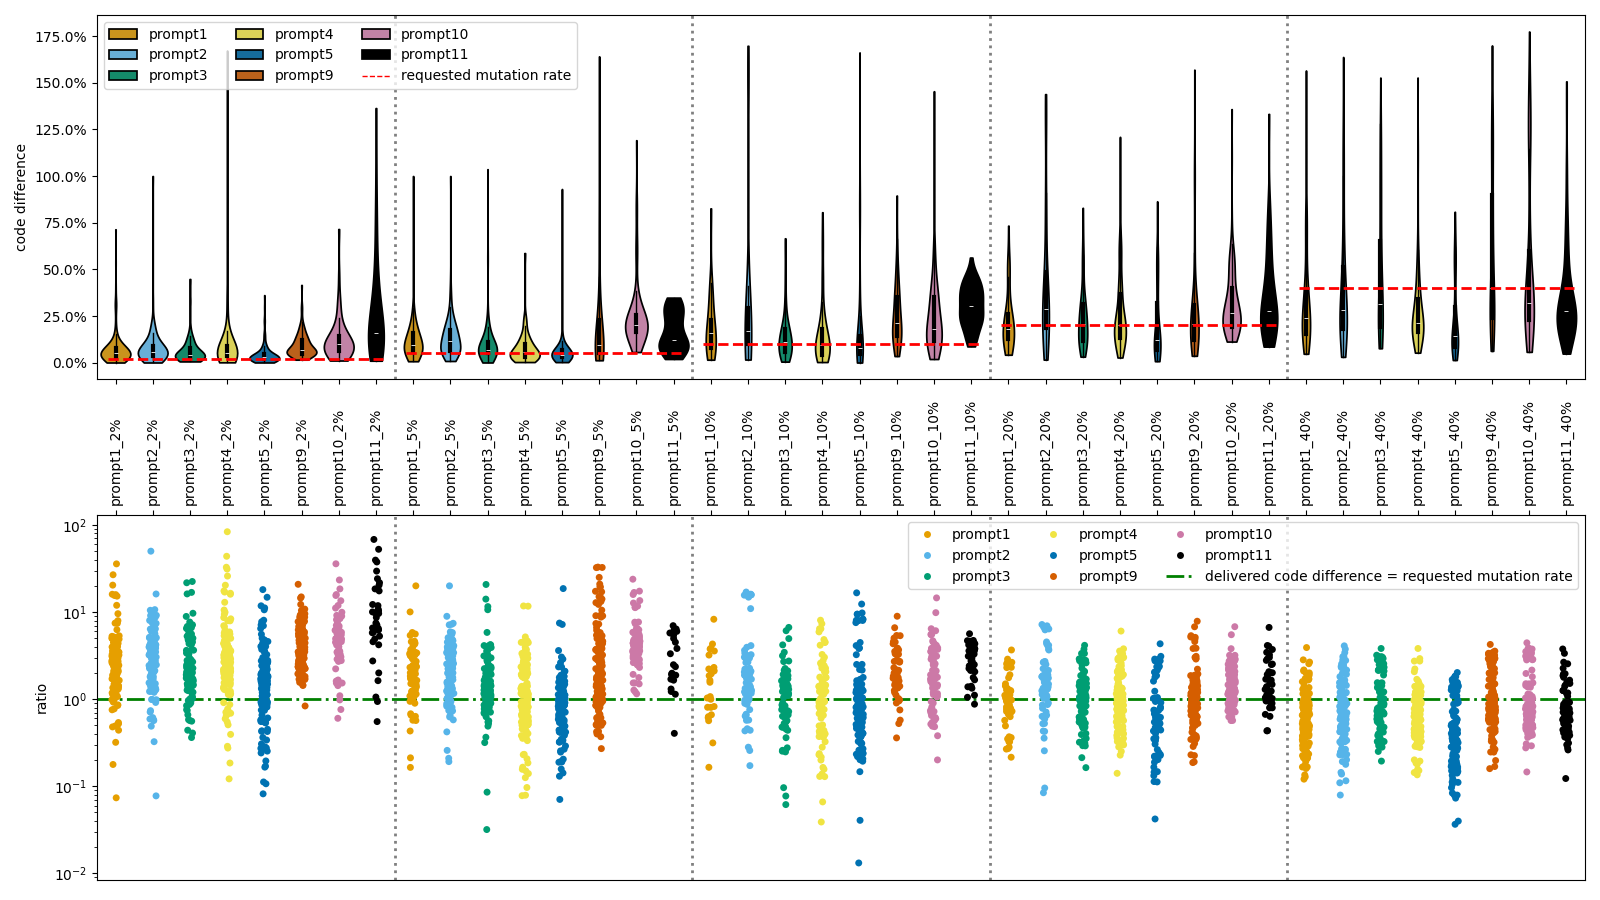 175.0%
150.0%
125.0%
100.0%
75.0%
50.0%
25.0%
0.0%
code difference
prompt1 prompt4 prompt10
prompt2 prompt5 prompt11
prompt3 prompt9 requested mutation rate
prompt1_2%
prompt2_2%
prompt3_2%
prompt4_2%
prompt5_2%
prompt9_2%
prompt10_2%
prompt11_2%
prompt1_5%
prompt2_5%
prompt3_5%
prompt4_5%
prompt5_5%
prompt9_5%
prompt10_5%
prompt11_5%
prompt1_10%
prompt2_10%
prompt3_10%
prompt4_10%
prompt5_10%
prompt9_10%
prompt10_10%
prompt11_10%
prompt1_20%
prompt2_20%
prompt3_20%
prompt4_20%
prompt5_20%
prompt9_20%
prompt10_20%
prompt11_20%
prompt1_40%
prompt2_40%
prompt3_40%
prompt4_40%
prompt5_40%
prompt9_40%
prompt10_40%
prompt11_40%
10²
10¹
10⁰
10⁻¹
10⁻²
ratio
prompt1 prompt4 prompt10
prompt2 prompt5 prompt11
prompt3 prompt9 delivered code difference = requested mutation rate